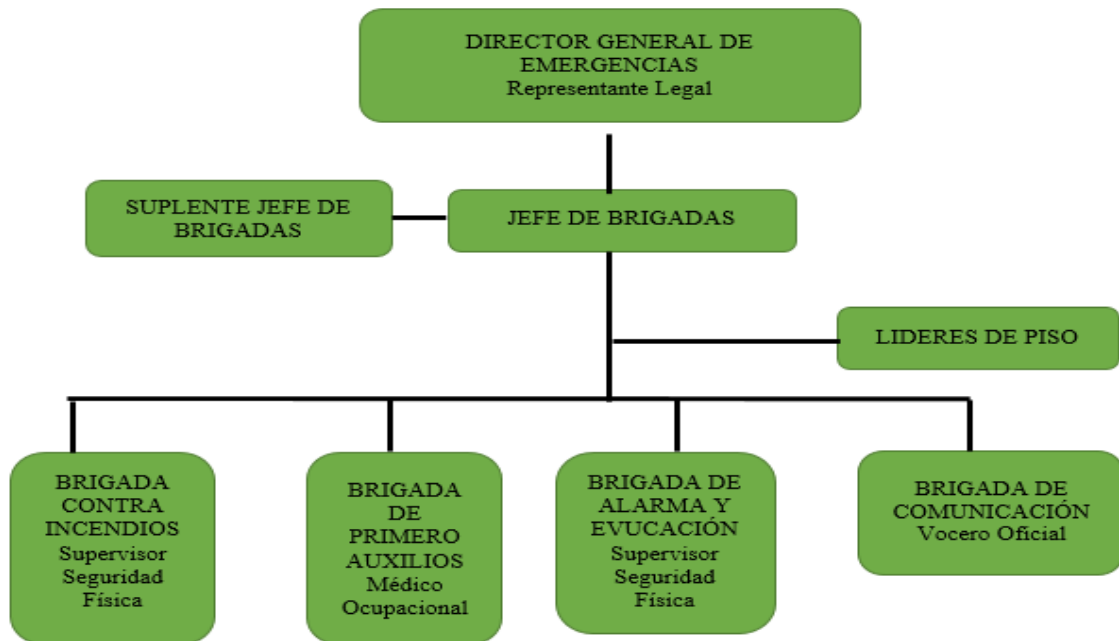 DIRECTOR GENERAL DE
EMERGENCIAS
Representante Legal
SUPLENTE JEFE DE
BRIGADAS
JEFE DE BRIGADAS
LIDERES DE PISO
BRIGADA
CONTRA
INCENDIOS
Supervisor
Seguridad
Física
BRIGADA
DE
PRIMERO
AUXILIOS
Médico
Ocupacional
BRIGADA DE
ALARMA Y
EVUCACIÓN
Supervisor
Seguridad
Física
BRIGADA DE
COMUNICACIÓN
Vocero Oficial